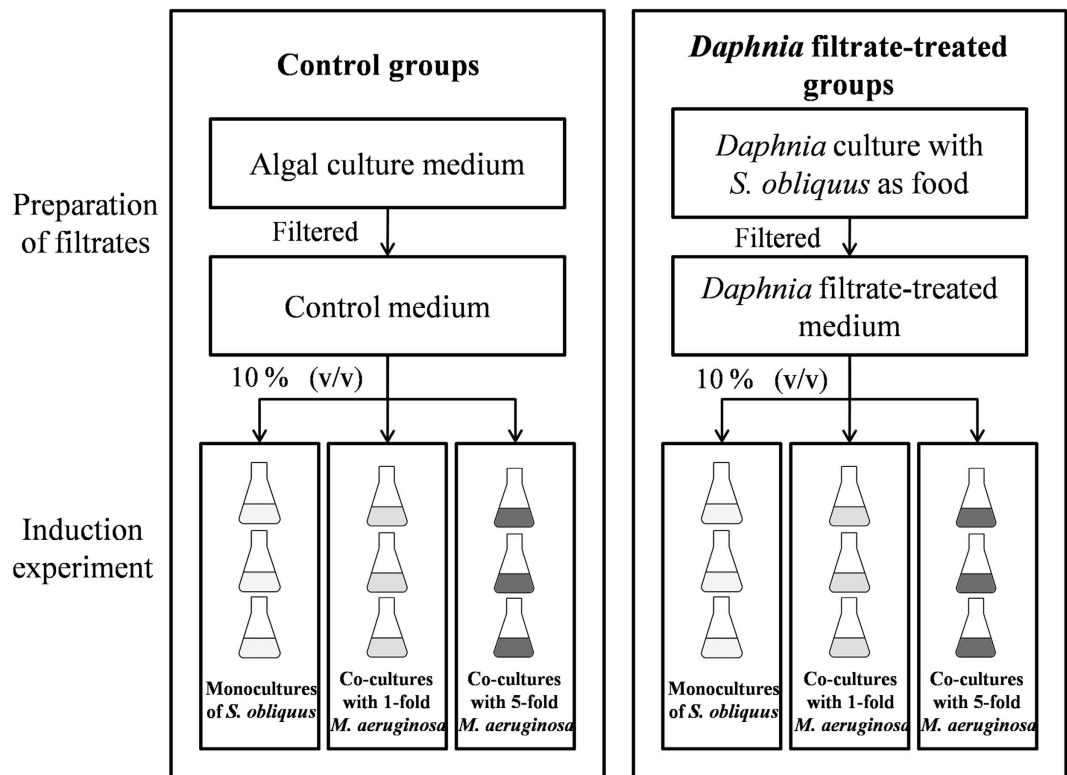 Control groups
Algal culture medium
Filtered
Control medium
10 % (v/v)
Monocultures
of S. obliquus
Co-cultures
with 1-fold
M. aeruginosa
Co-cultures
with 5-fold
M. aeruginosa
Daphnia filtrate-treated
groups
Daphnia culture with
S. obliquus as food
Filtered
Daphnia filtrate-treated
medium
10 % (v/v)
Monocultures
of S. obliquus
Co-cultures
with 1-fold
M. aeruginosa
Co-cultures
with 5-fold
M. aeruginosa
Preparation
of filtrates
Induction
experiment